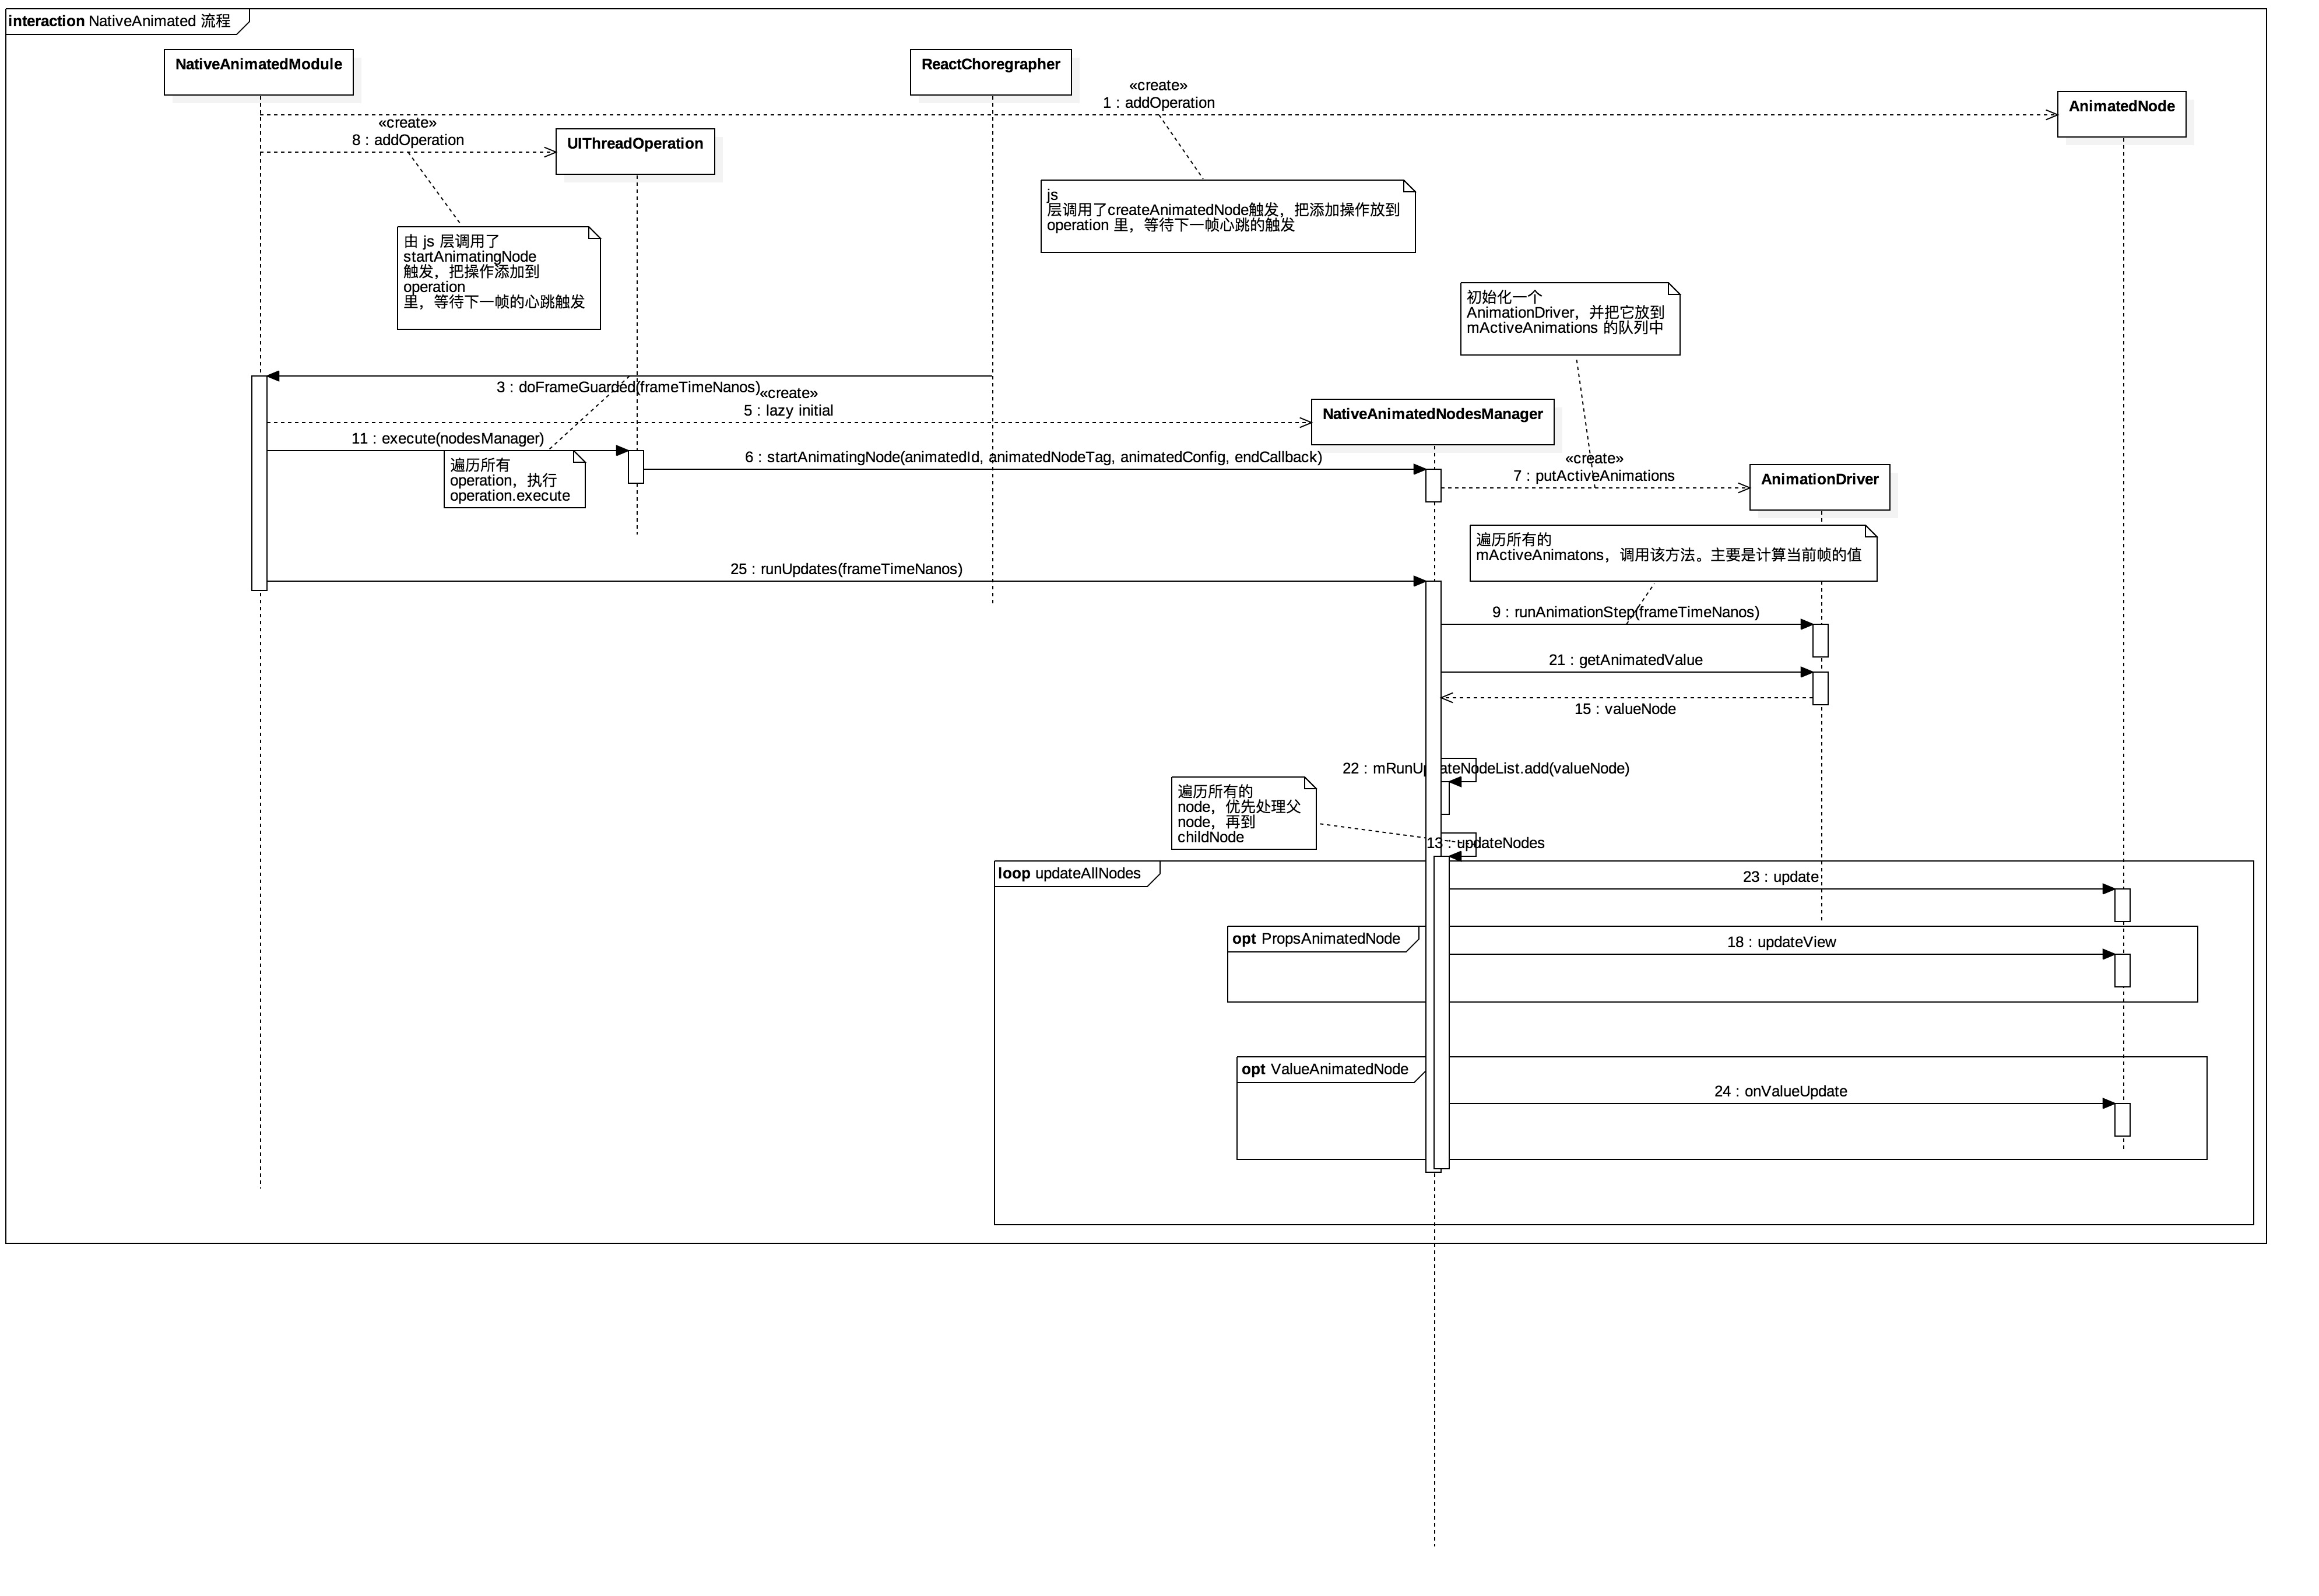 interaction NativeAnimated 流程
NativeAnimatedModule
ReactChoregrapher
«create»
1 : addOperation
AnimatedNode
«create»
8 : addOperation
UIThreadOperation
js
层调用了createAnimatedNode触发，把添加操作放到
operation 里，等待下一帧心跳的触发
由 js 层调用了
startAnimatingNode
触发，把操作添加到
operation
里，等待下一帧的心跳触发
初始化一个
AnimationDriver，并把它放到
mActiveAnimations 的队列中
3 : doFrameGuarded(frameTimeNanos)
«create»
5 : lazy initial
NativeAnimatedNodesManager
11 : execute(nodesManager)
遍历所有
operation，执行
operation.execute
6 : startAnimatingNode(animatedId, animatedNodeTag, animatedConfig, endCallback)
«create»
7 : putActiveAnimations
AnimationDriver
遍历所有的
mActiveAnimatons，调用该方法。主要是计算当前帧的值
25 : runUpdates(frameTimeNanos)
9 : runAnimationStep(frameTimeNanos)
21 : getAnimatedValue
15 : valueNode
22 : mRunUpdateNodeList.add(valueNode)
遍历所有的
node，优先处理父
node，再到
childNode
13 : updateNodes
loop updateAllNodes
23 : update
opt PropsAnimatedNode
18 : updateView
opt ValueAnimatedNode
24 : onValueUpdate